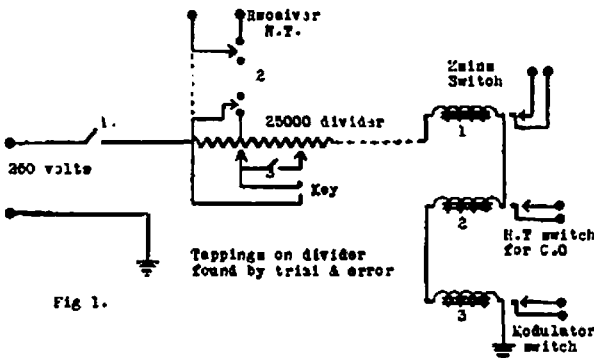 Receiver
H.T.
2
Mains
Switch
1.
25000 divider
1
260 volts
3
Key
2
H.T switch
for C.O
Tappings on divider
found by trial & error
Fig 1.
3
Modulator
switch